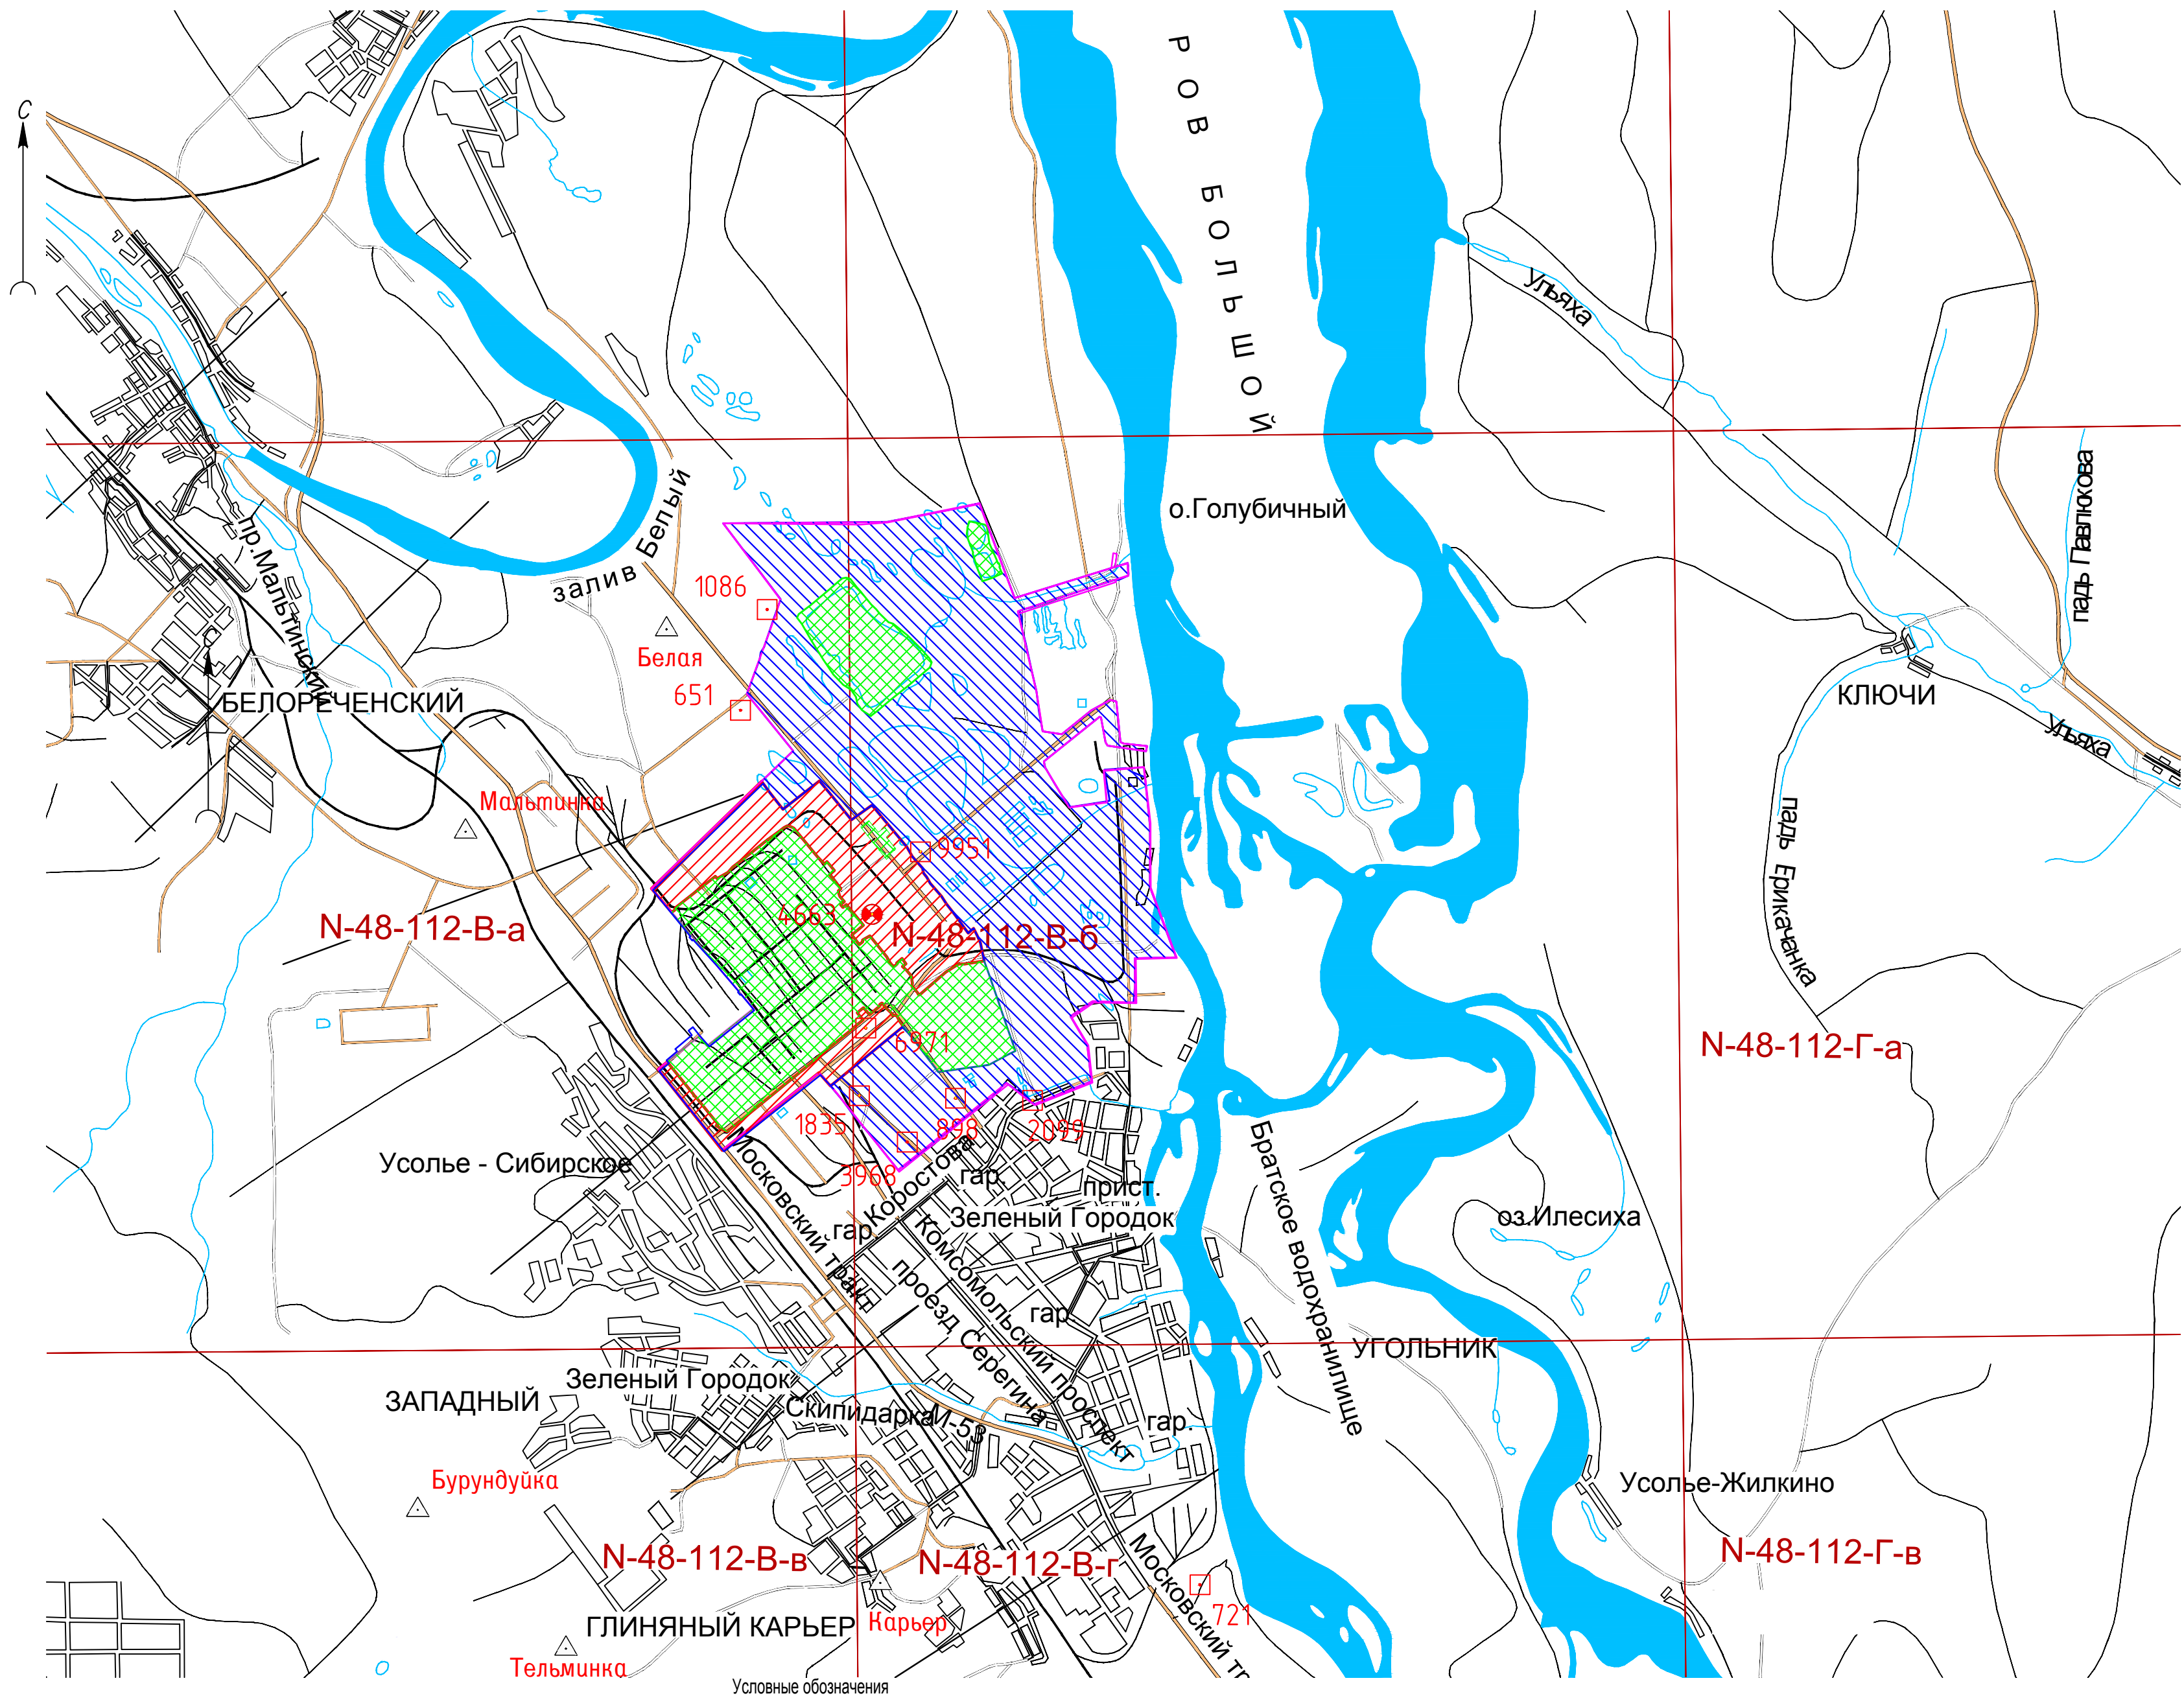 С
РОВ БОЛЬШОЙ
Ульяха
о.Голубичный
падь Павлюкова
залив Белый
пр.Мальтинский
1086
Белая
651
БЕЛОРЕЧЕНСКИЙ
КЛЮЧИ
Ульяха
Мальтинка
9951
падь Ерикачанка
4663
N-48-112-В-а
N-48-112-В-б
6971
N-48-112-Г-а
1835
898
2099
3968
Усолье - Сибирское
Московский тракт
Коростова
гар.
прист.
Зеленый Городок
гар.
Комсомольский проспект
проезд Серегина
гар.
Братское водохранилище
оз.Илесиха
УГОЛЬНИК
Зеленый Городок
ЗАПАДНЫЙ
Скипидарка
И-53
гар.
Бурундуйка
Усолье-Жилкино
N-48-112-В-в
N-48-112-В-г
N-48-112-Г-в
Московский тр
721
ГЛИНЯНЫЙ КАРЬЕР
Карьер
Тельминка
Условные обозначения